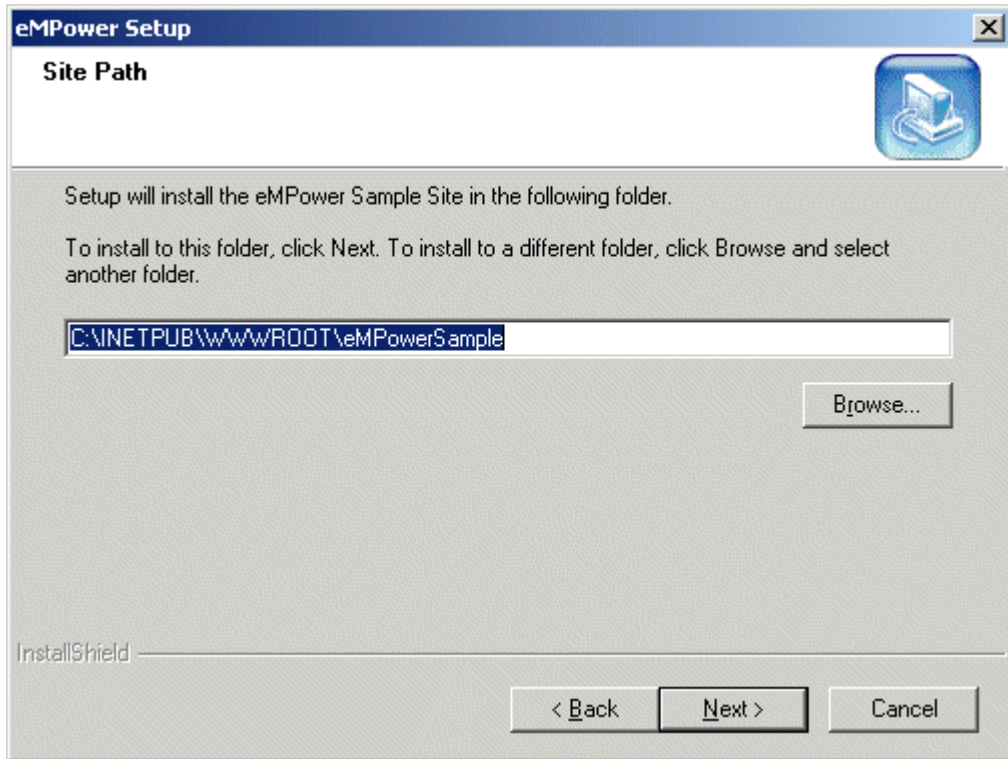 eMPower Setup
Site Path
Setup will install the eMPower Sample Site in the following folder.
To install to this folder, click Next. To install to a different folder, click Browse and select
another folder.
C:\INETPUB\WWWROOT\eMPowerSample
Browse...
InstallShield
< Back
Next >
Cancel